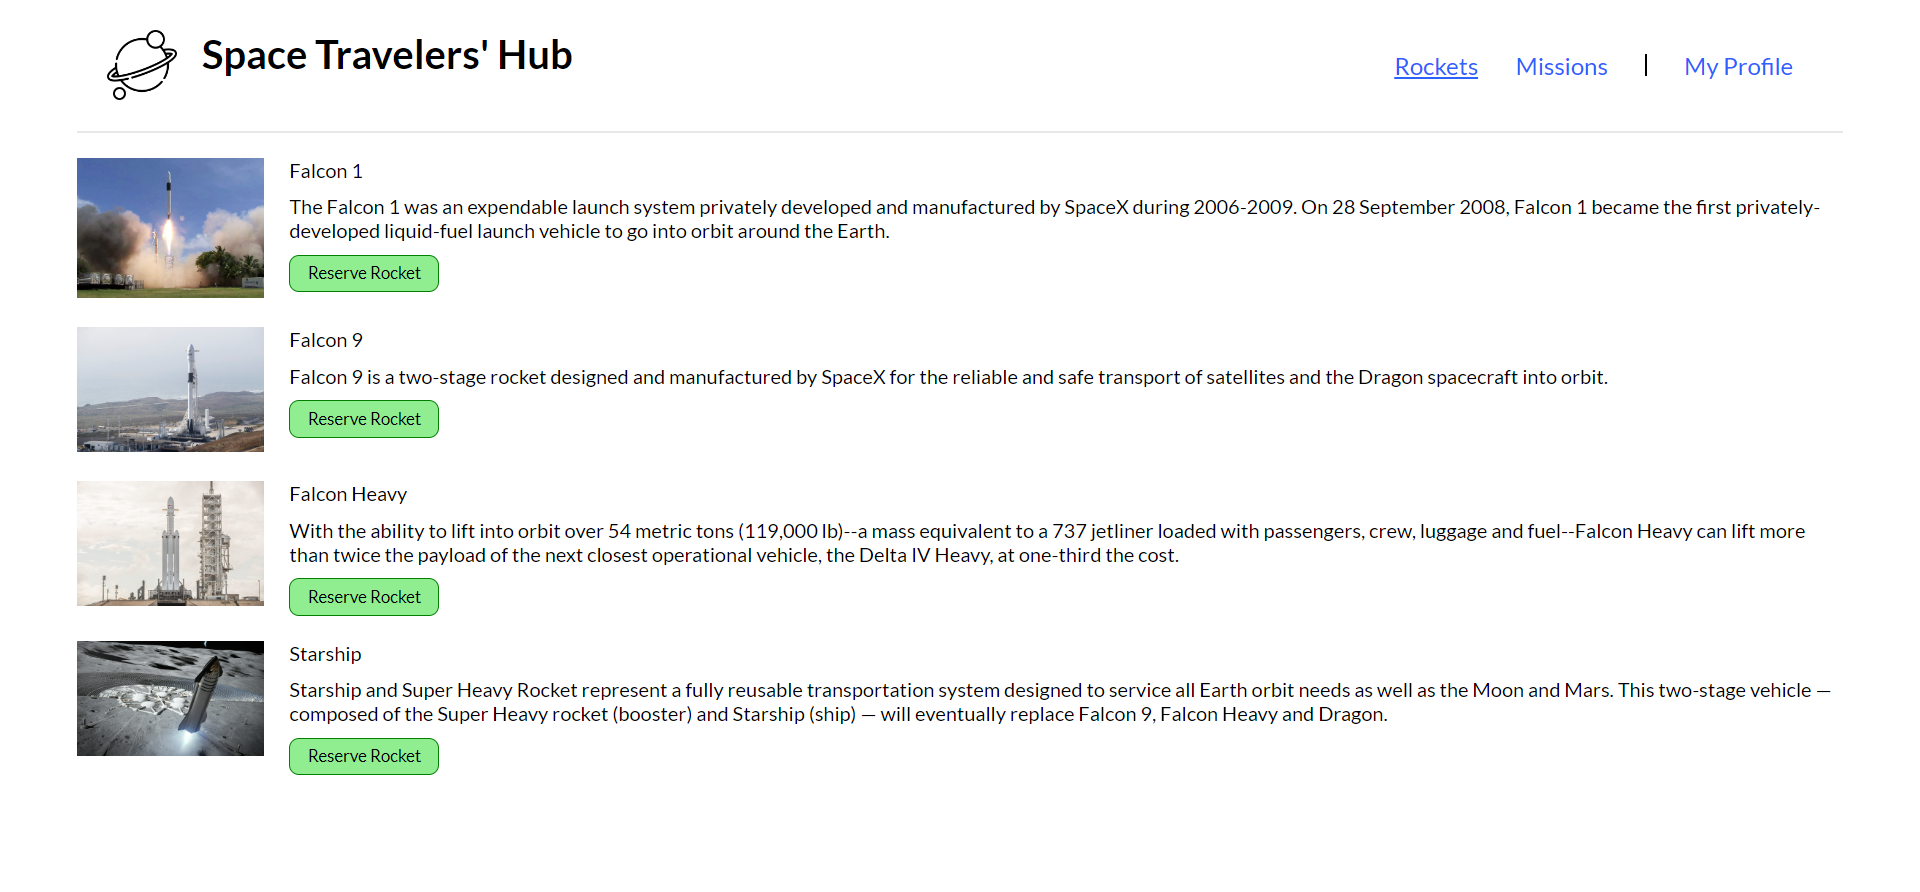 Space Travelers' Hub
Rockets
Missions
My Profile
Falcon 1
The Falcon 1 was an expendable launch system privately developed and manufactured by SpaceX during 2006-2009. On 28 September 2008, Falcon 1 became the first privately-
developed liquid-fuel launch vehicle to go into orbit around the Earth.
Reserve Rocket
Falcon 9
Falcon 9 is a two-stage rocket designed and manufactured by SpaceX for the reliable and safe transport of satellites and the Dragon spacecraft into orbit.
Reserve Rocket
Falcon Heavy
With the ability to lift into orbit over 54 metric tons (119,000 lb)--a mass equivalent to a 737 jetliner loaded with passengers, crew, luggage and fuel--Falcon Heavy can lift more
than twice the payload of the next closest operational vehicle, the Delta IV Heavy, at one-third the cost.
Reserve Rocket
Starship
Starship and Super Heavy Rocket represent a fully reusable transportation system designed to service all Earth orbit needs as well as the Moon and Mars. This two-stage vehicle —
composed of the Super Heavy rocket (booster) and Starship (ship) — will eventually replace Falcon 9, Falcon Heavy and Dragon.
Reserve Rocket